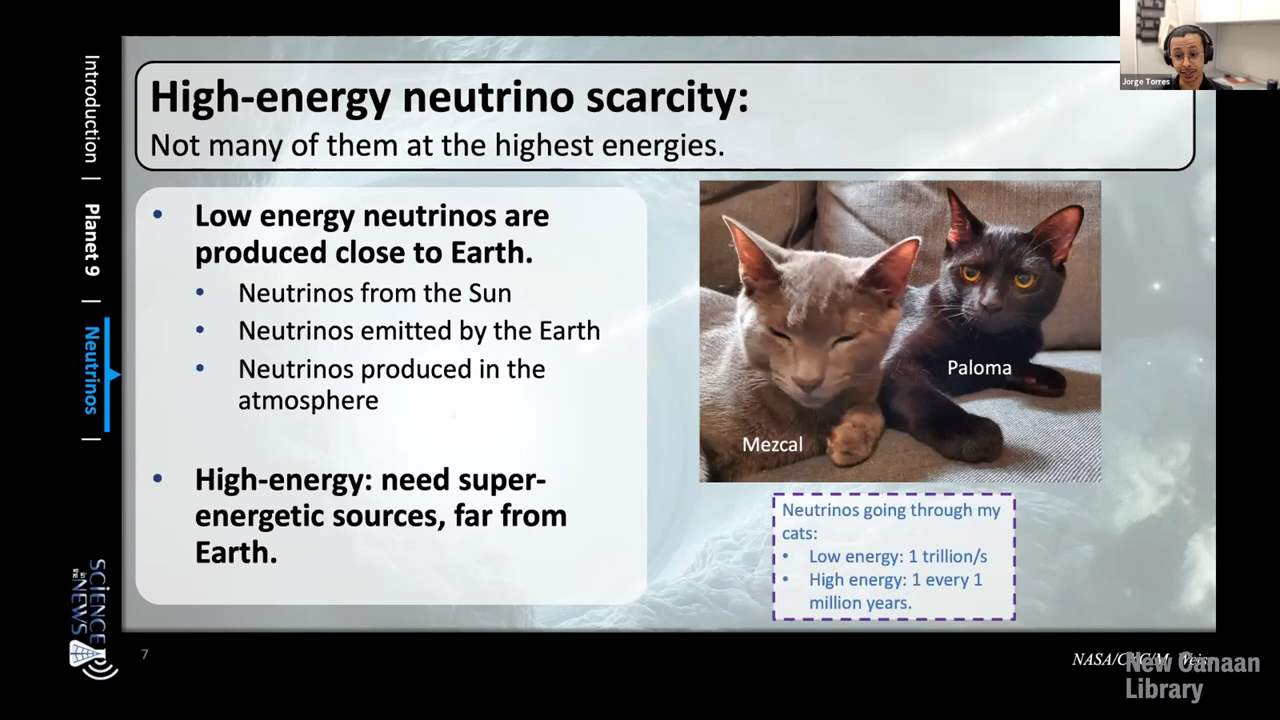 Introduction | Planet 9 | Neutrinos |
High-energy neutrino scarcity:
Not many of them at the highest energies.
Jorge Torres
• Low energy neutrinos are
produced close to Earth.
• Neutrinos from the Sun
• Neutrinos emitted by the Earth
• Neutrinos produced in the
atmosphere
• High-energy: need super-
energetic sources, far from
Earth.
Paloma
Mezcal
Neutrinos going through my
cats:
• Low energy: 1 trillion/s
• High energy: 1 every 1
million years.
SCIENCE
NEWS
7
NASA/
New Canaan
Library